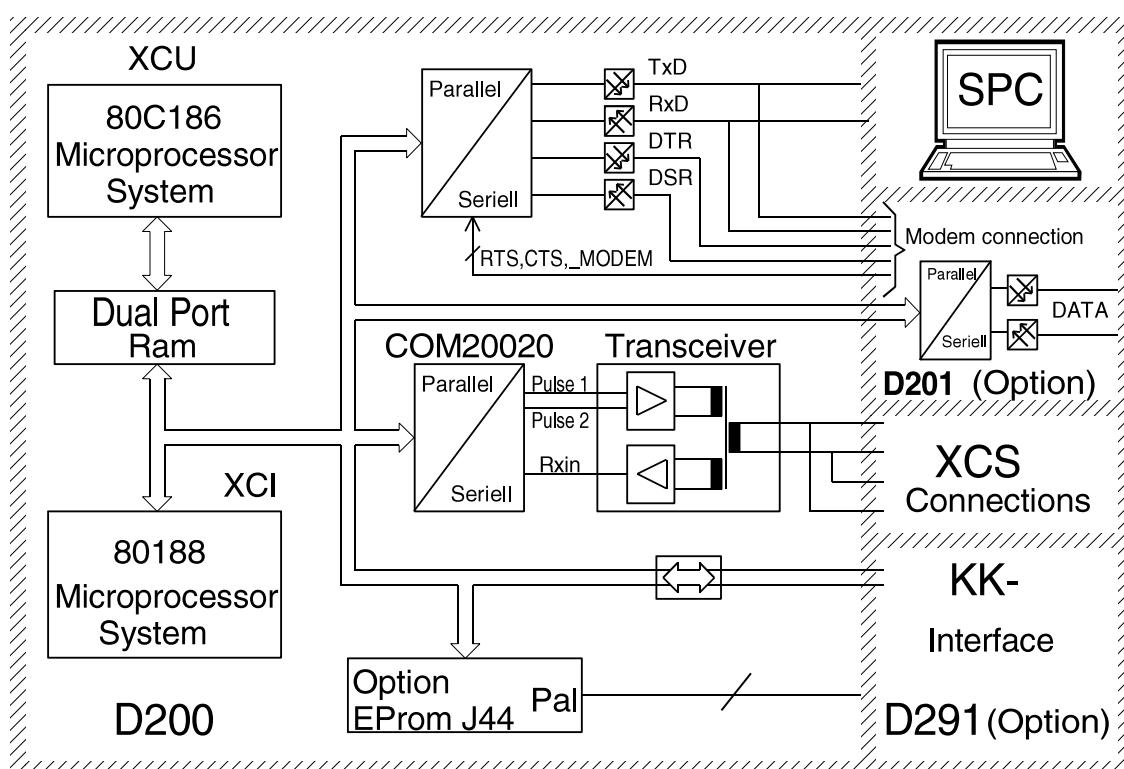 XCU
80C186
Microprocessor
System
Dual Port
Ram
XCI
80188
Microprocessor
System
D200
Parallel
Seriell
TxD
RxD
DTR
DSR
RTS,CTS,_MODEM
COM20020
Parallel
Seriell
Pulse 1
Pulse 2
Rxin
Transceiver
Option
EProm J44
Pal
SPC
Modem connection
Parallel
Seriell
DATA
D201 (Option)
XCS
Connections
KK-
Interface
D291 (Option)